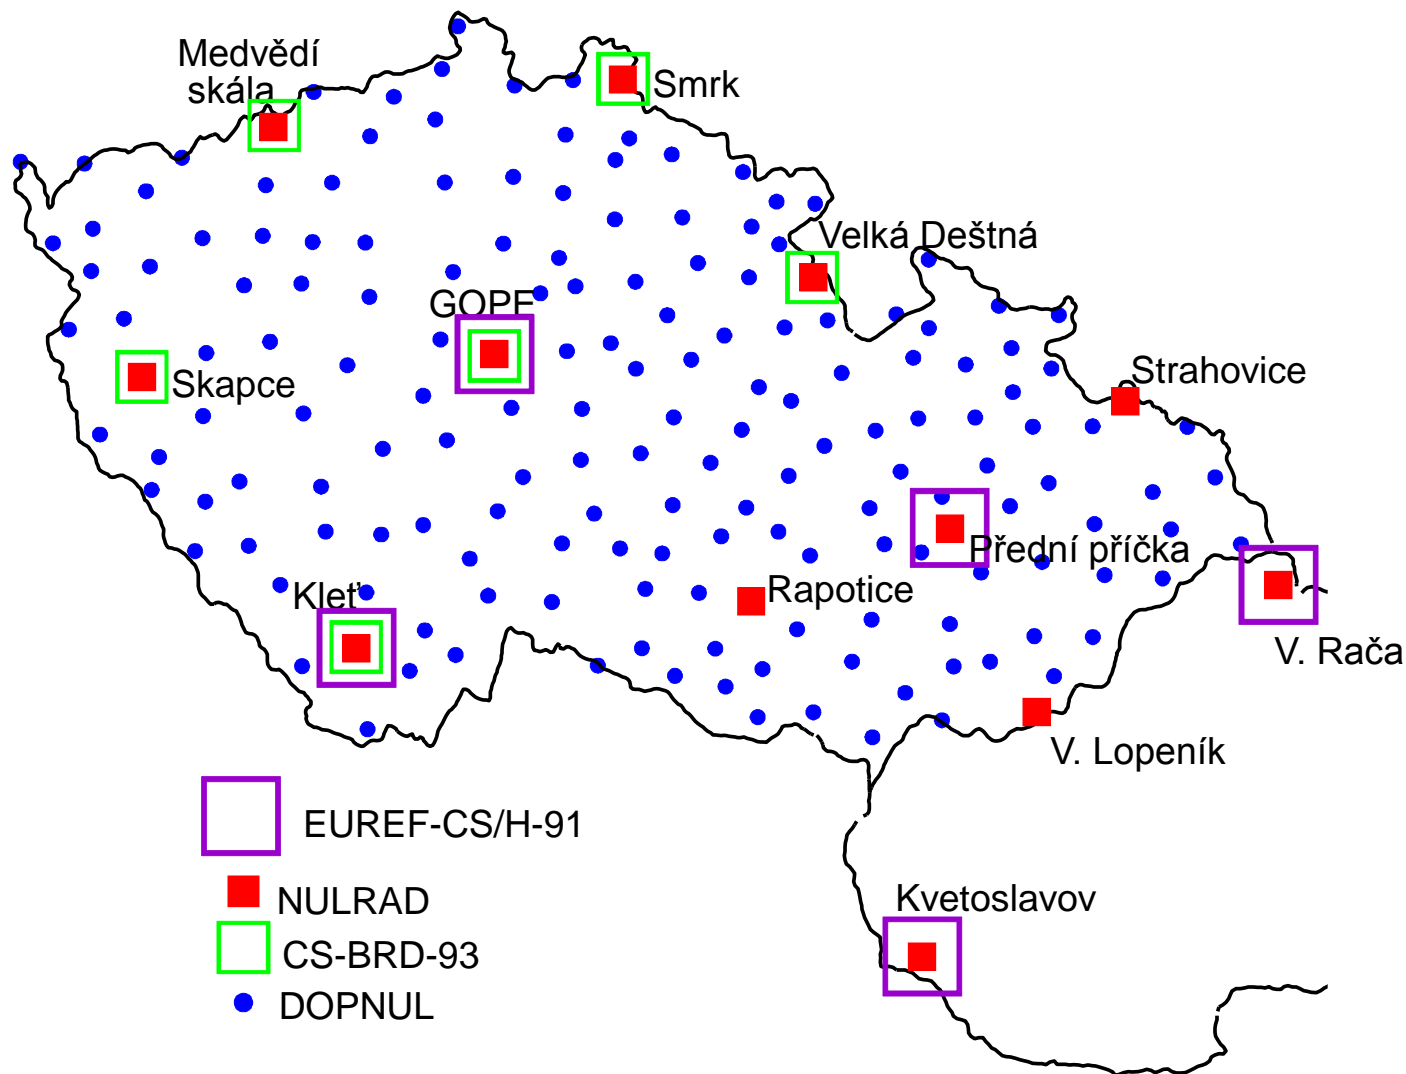 Medvědí
skála
Smrk
Velká Deštná
GOPE
Skapce
Strahovice
Přední příčka
Rapotice
Kleť
V. Rača
V. Lopeník
EUREF-CS/H-91
Kvetoslavov
NULRAD
CS-BRD-93
DOPNUL